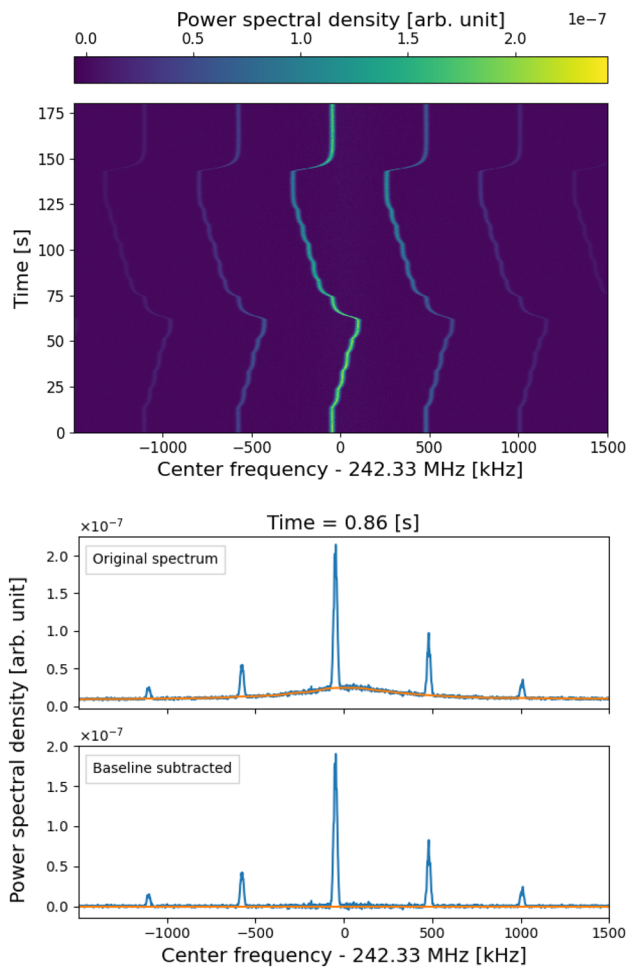 Power spectral density [arb. unit]
1e−7
0.0 0.5 1.0 1.5 2.0
Time [s]
175
150
125
100
75
50
25
0
−1000 −500 0 500 1000 1500
Center frequency - 242.33 MHz [kHz]
Time = 0.86 [s]
×10−7
Power spectral density [arb. unit]
Original spectrum
2.0
1.5
1.0
0.5
0.0
×10−7
2.0
Baseline subtracted
1.5
1.0
0.5
0.0
−1000 −500 0 500 1000 1500
Center frequency - 242.33 MHz [kHz]